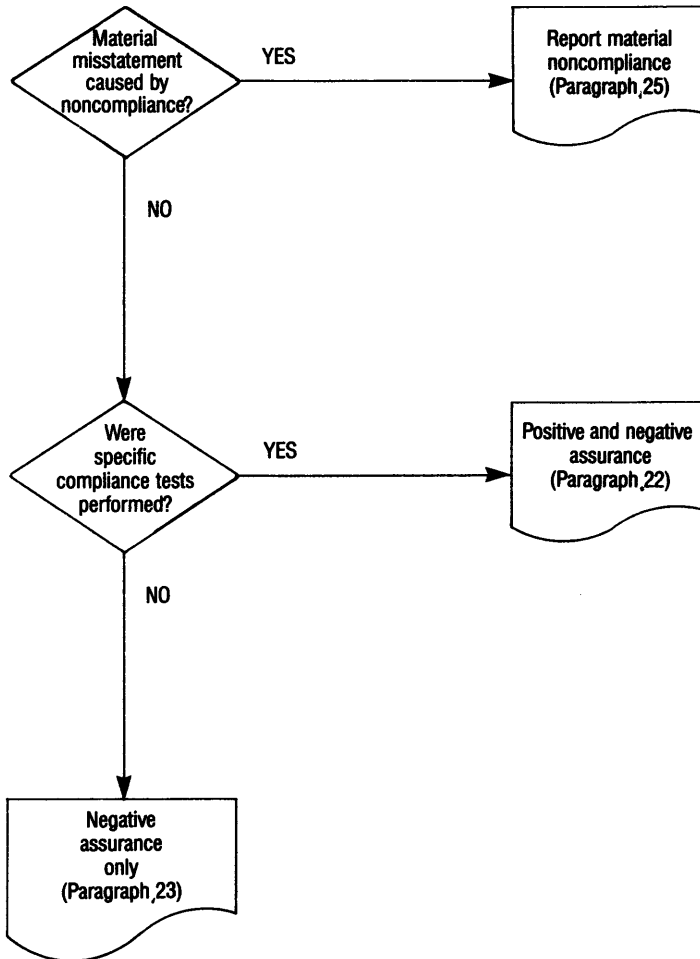 Material
misstatement
caused by
noncompliance?
YES
Report material
noncompliance
(Paragraph .25)
NO
Were
specific
compliance tests
performed?
YES
Positive and negative
assurance
(Paragraph .22)
NO
Negative
assurance
only
(Paragraph .23)